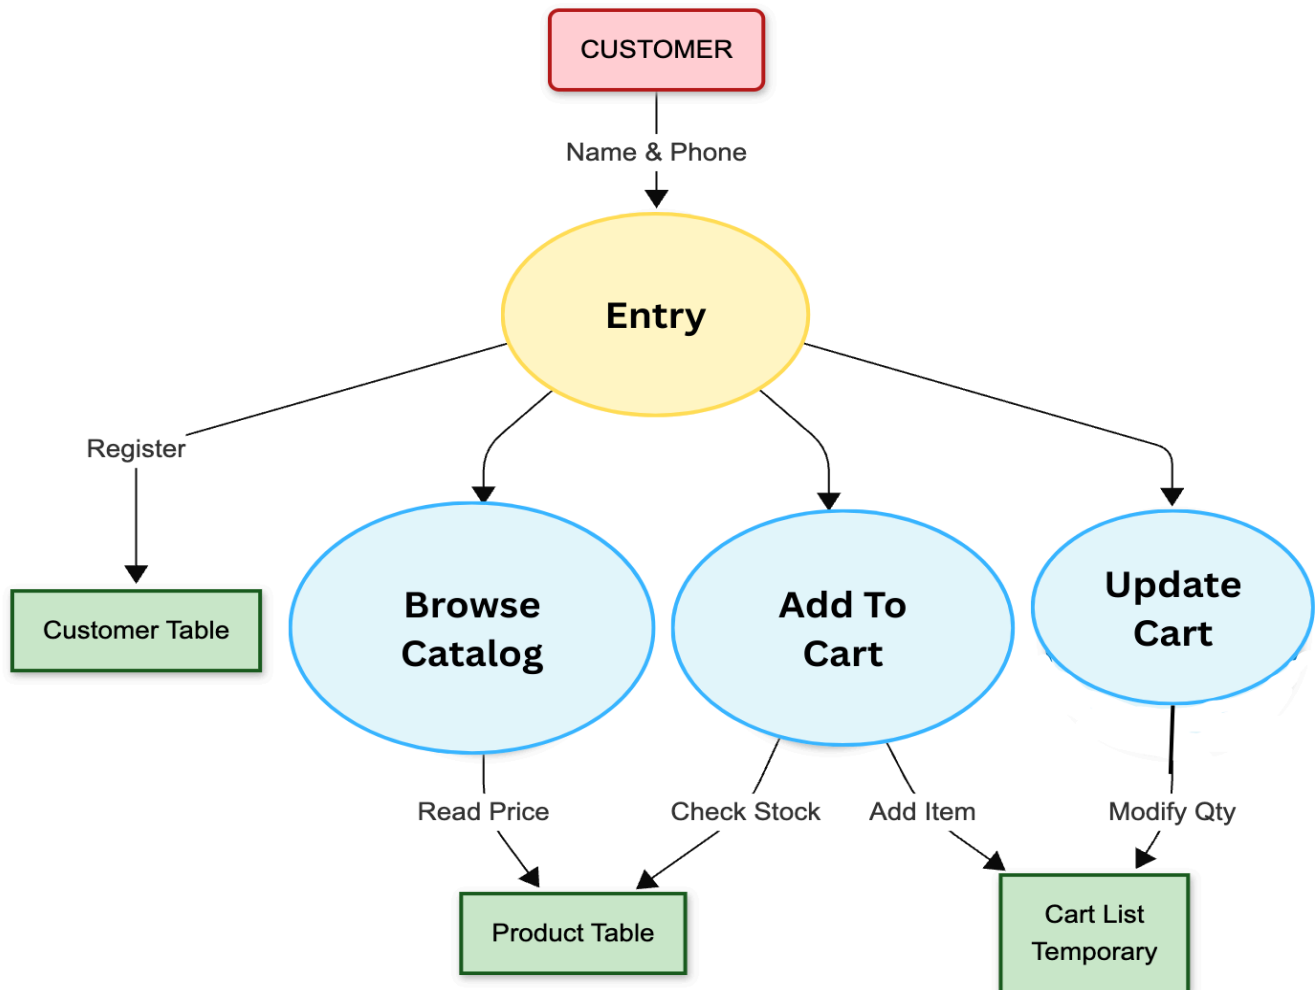 CUSTOMER
Name & Phone
Entry
Register
Customer Table
Browse
Catalog
Add To
Cart
Update
Cart
Read Price
Check Stock
Add Item
Modify Qty
Product Table
Cart List
Temporary